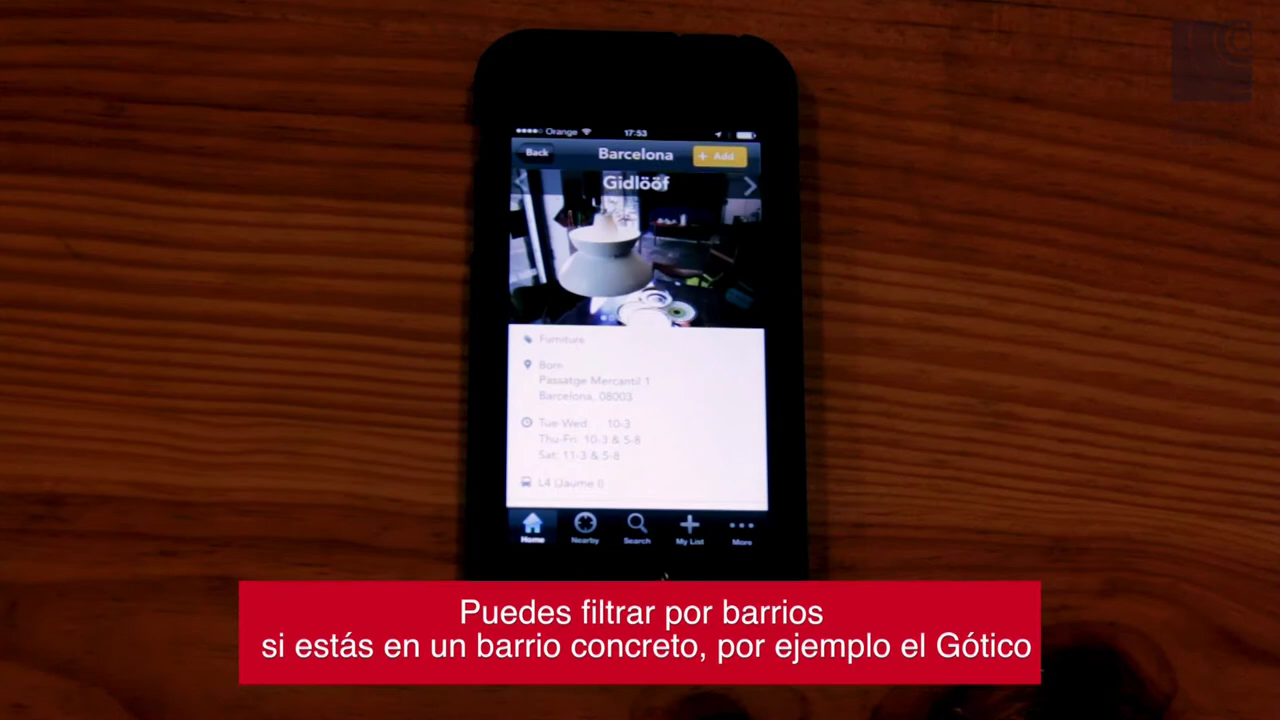 Orange
17:53
Back
Barcelona
+ Add
Gidlööf
Furniture
Born
Passatge Mercantil 1
Barcelona, 08003
Tue-Wed: 10-3
Thu-Fri: 10-3 & 5-8
Sat: 11-3 & 5-8
L4 (Jaume I)
Home
Nearby
Search
My List
More
Puedes filtrar por barrios
si estás en un barrio concreto, por ejemplo el Gótico